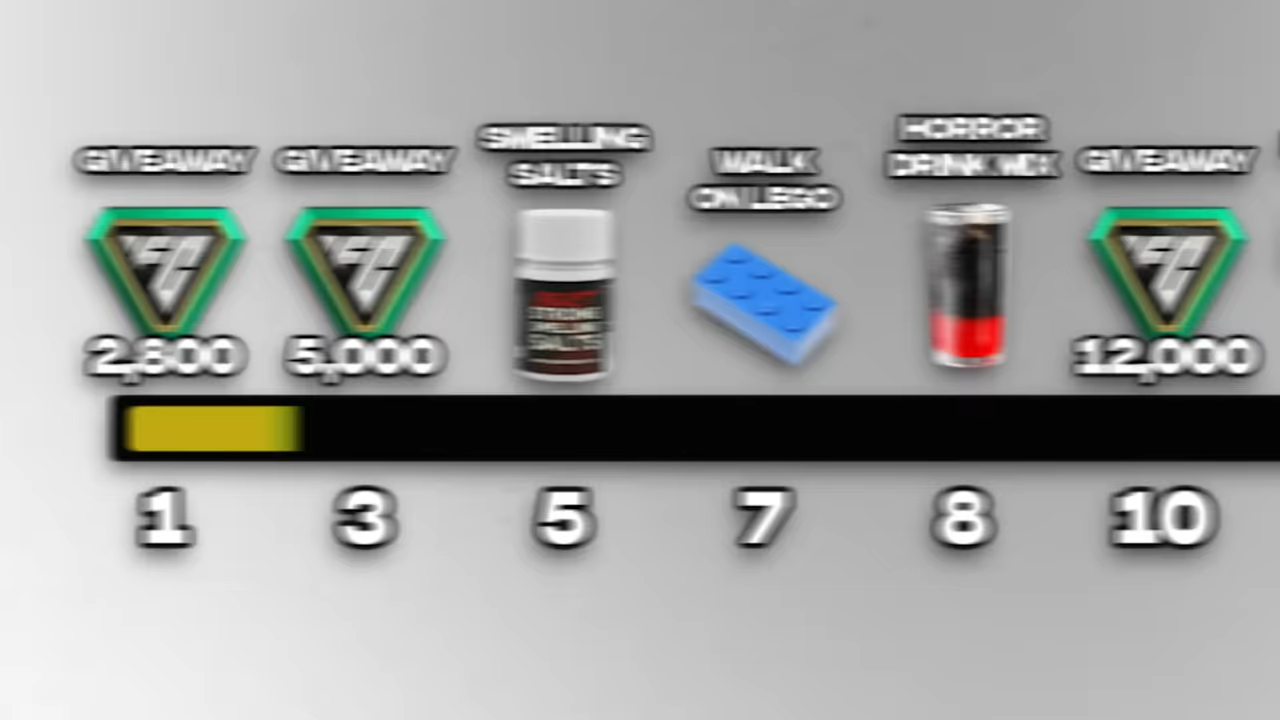 GIVEAWAY
2,800
GIVEAWAY
5,000
SMELLING
SALTS
WALK
ON LEGO
HORROR
DRINK MIX
GIVEAWAY
12,000
1 3 5 7 8 10